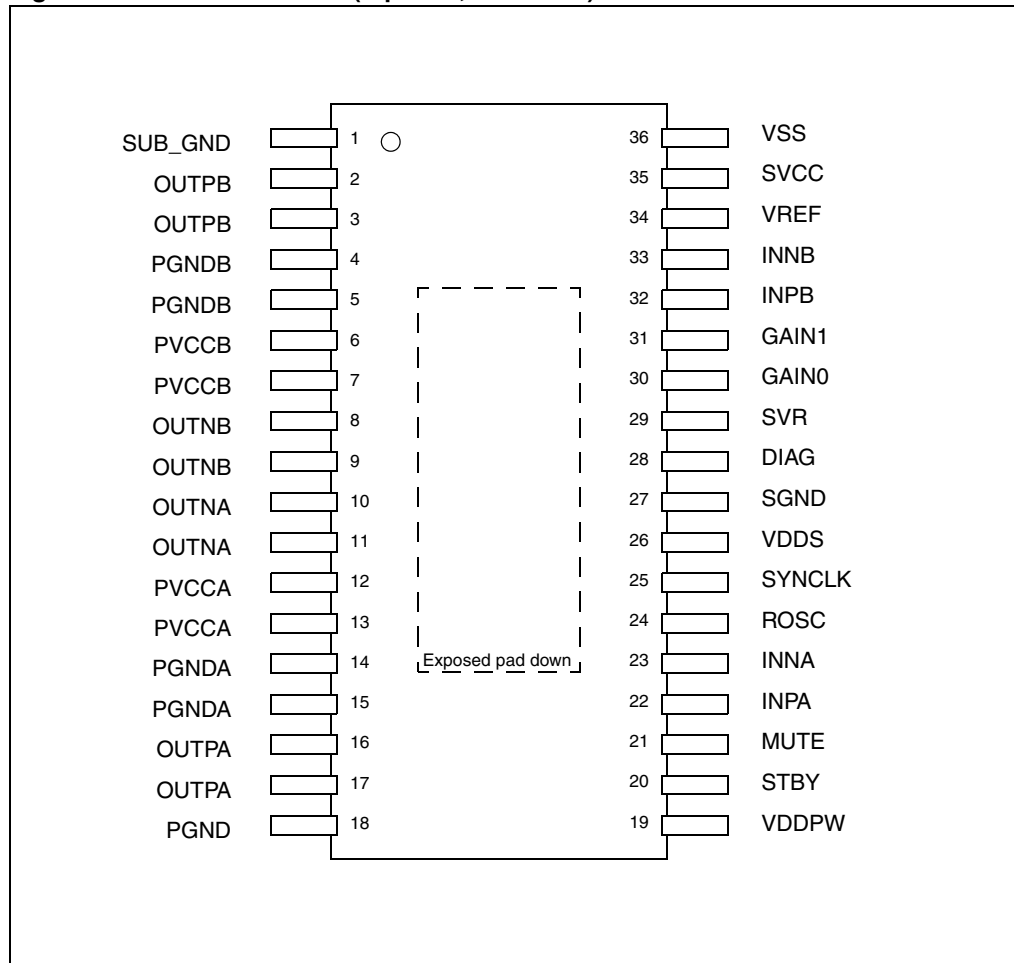 SUB_GND 1 36 VSS
OUTPB 2 35 SVCC
OUTPB 3 34 VREF
PGNDB 4 33 INNB
PGNDB 5 32 INPB
PVCCB 6 31 GAIN1
PVCCB 7 30 GAIN0
OUTNB 8 29 SVR
OUTNB 9 28 DIAG
OUTNA 10 27 SGND
OUTNA 11 26 VDDS
PVCCA 12 25 SYNCLK
PVCCA 13 24 ROSC
PGNDA 14 Exposed pad down 23 INNA
PGNDA 15 22 INPA
OUTPA 16 21 MUTE
OUTPA 17 20 STBY
PGND 18 19 VDDPW